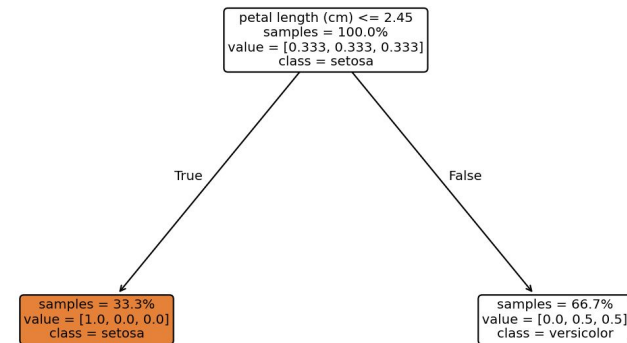 petal length (cm) <= 2.45
samples = 100.0%
value = [0.333, 0.333, 0.333]
class = setosa
True
False
samples = 33.3%
value = [1.0, 0.0, 0.0]
class = setosa
samples = 66.7%
value = [0.0, 0.5, 0.5]
class = versicolor